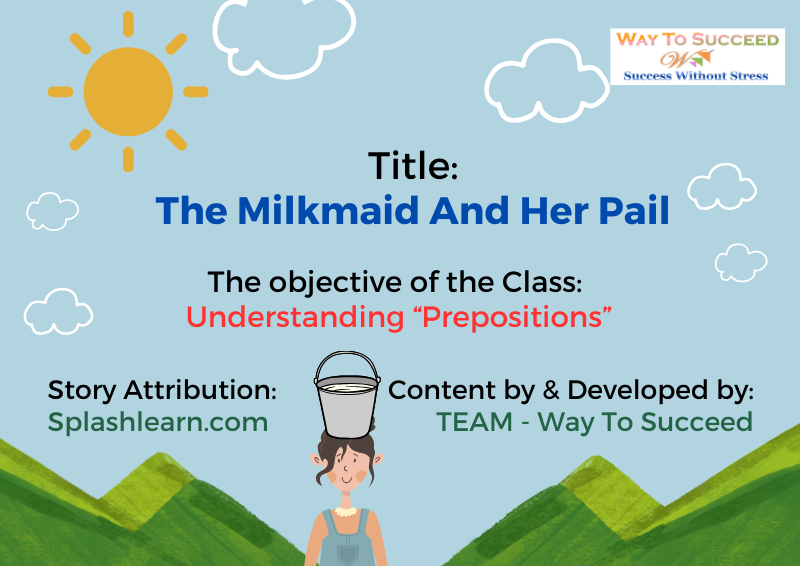 WAY TO SUCCEED
Success Without Stress
Title:
The Milkmaid And Her Pail
The objective of the Class:
Understanding “Prepositions”
Story Attribution:
Splashlearn.com
Content by & Developed by:
TEAM - Way To Succeed